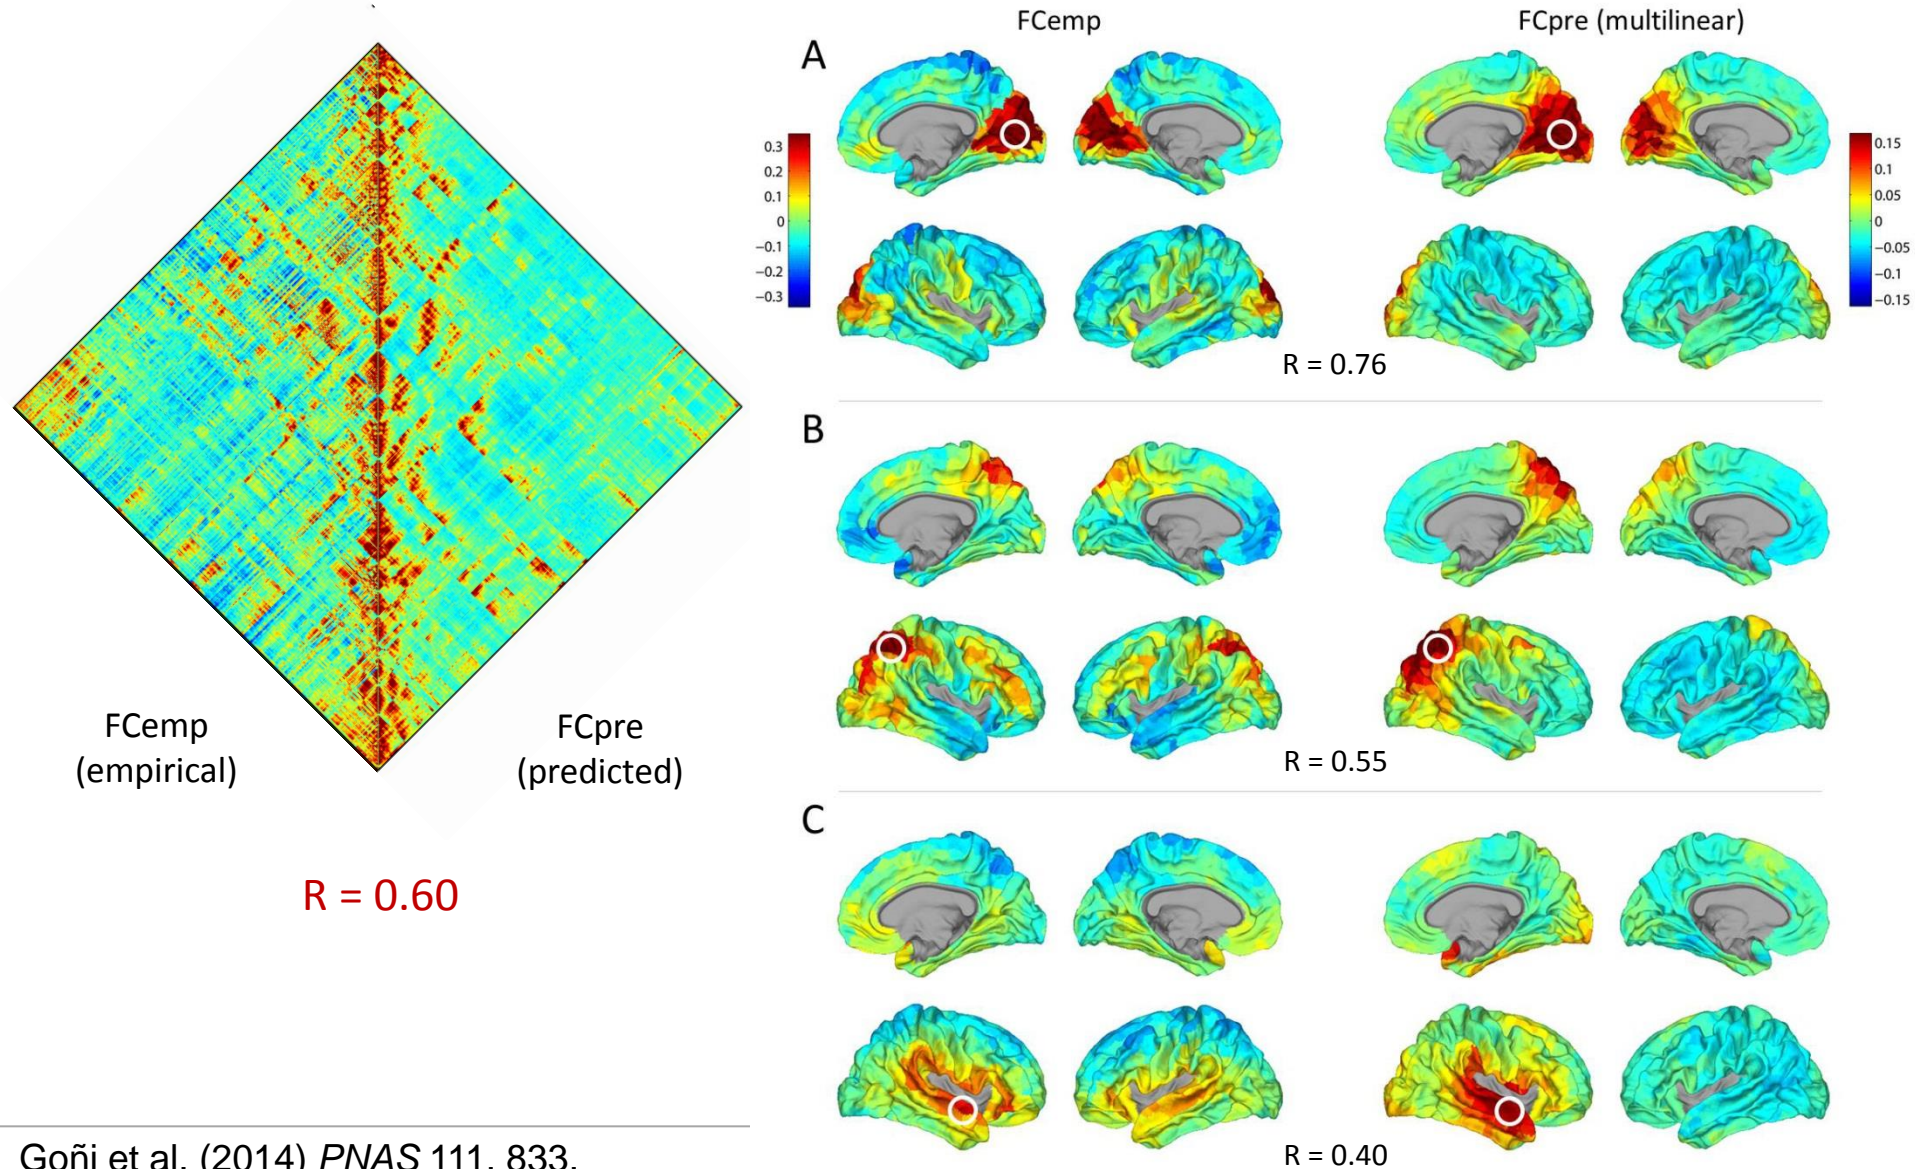 FCemp
(empirical)
FCpre
(predicted)
R = 0.60
Goñi et al. (2014) PNAS 111, 833.
FCemp
FCpre (multilinear)
A
0.3
0.2
0.1
0
−0.1
−0.2
−0.3
0.15
0.1
0.05
0
−0.05
−0.1
−0.15
R = 0.76
B
R = 0.55
C
R = 0.40